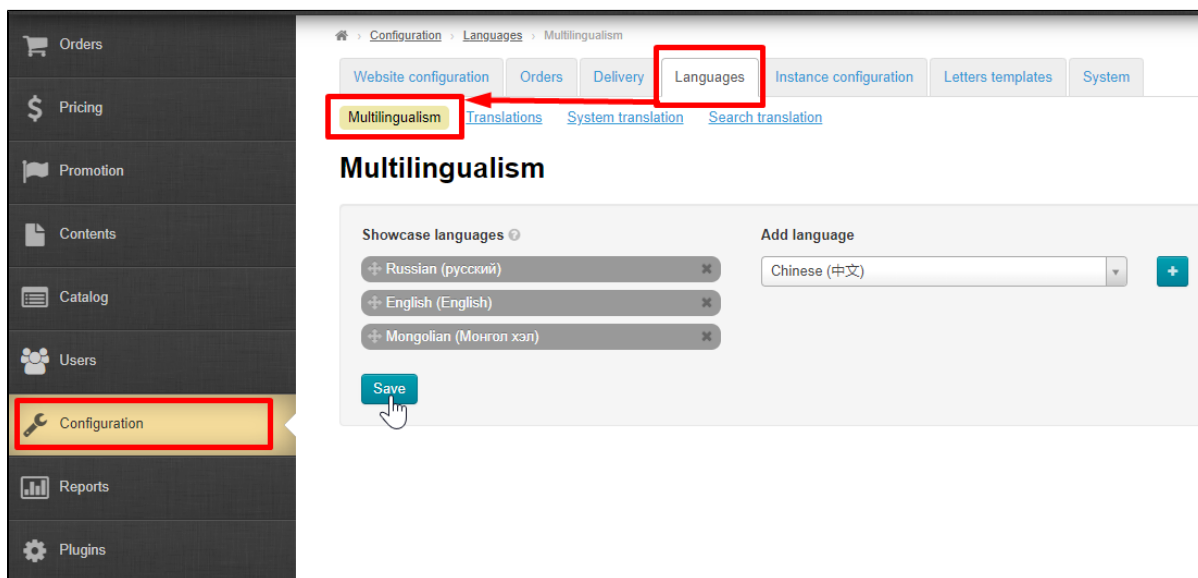 Orders
Pricing
Promotion
Contents
Catalog
Users
Configuration
Reports
Plugins
Configuration Languages Multilingualism
Website configuration Orders Delivery Languages Instance configuration Letters templates System
Multilingualism Translations System translation Search translation
Multilingualism
Showcase languages
Russian (русский)
English (English)
Mongolian (Монгол хэл)
Save
Add language
Chinese (中文)